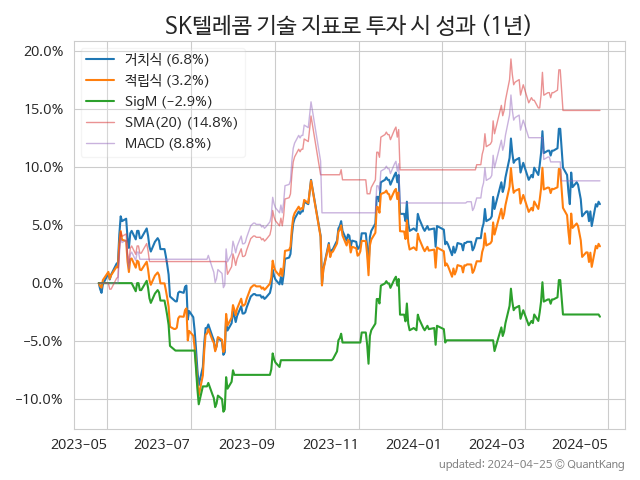 SK텔레콤 기술 지표로 투자 시 성과 (1년)
20.0%
15.0%
10.0%
5.0%
0.0%
−5.0%
−10.0%
거치식 (6.8%)
적립식 (3.2%)
SigM (−2.9%)
SMA(20) (14.8%)
MACD (8.8%)
2023-05 2023-07 2023-09 2023-11 2024-01 2024-03 2024-05
updated: 2024-04-25 © QuantKang